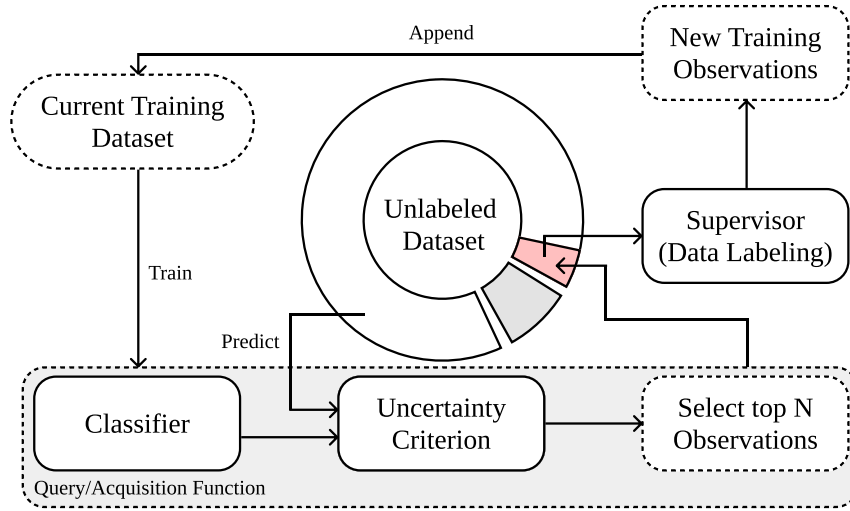 Append
New Training
Observations
Current Training
Dataset
Unlabeled
Dataset
Supervisor
(Data Labeling)
Train
Predict
Classifier
Uncertainty
Criterion
Select top N
Observations
Query/Acquisition Function